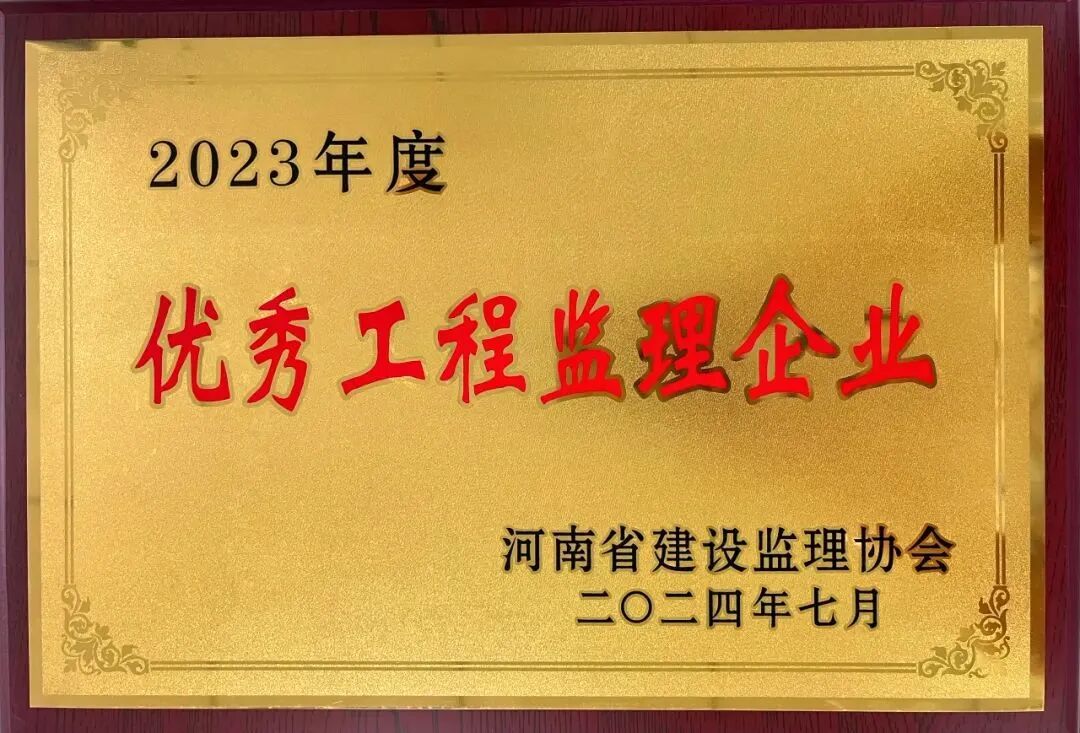 2023年度
优秀工程监理企业
河南省建设监理协会
二〇二四年七月